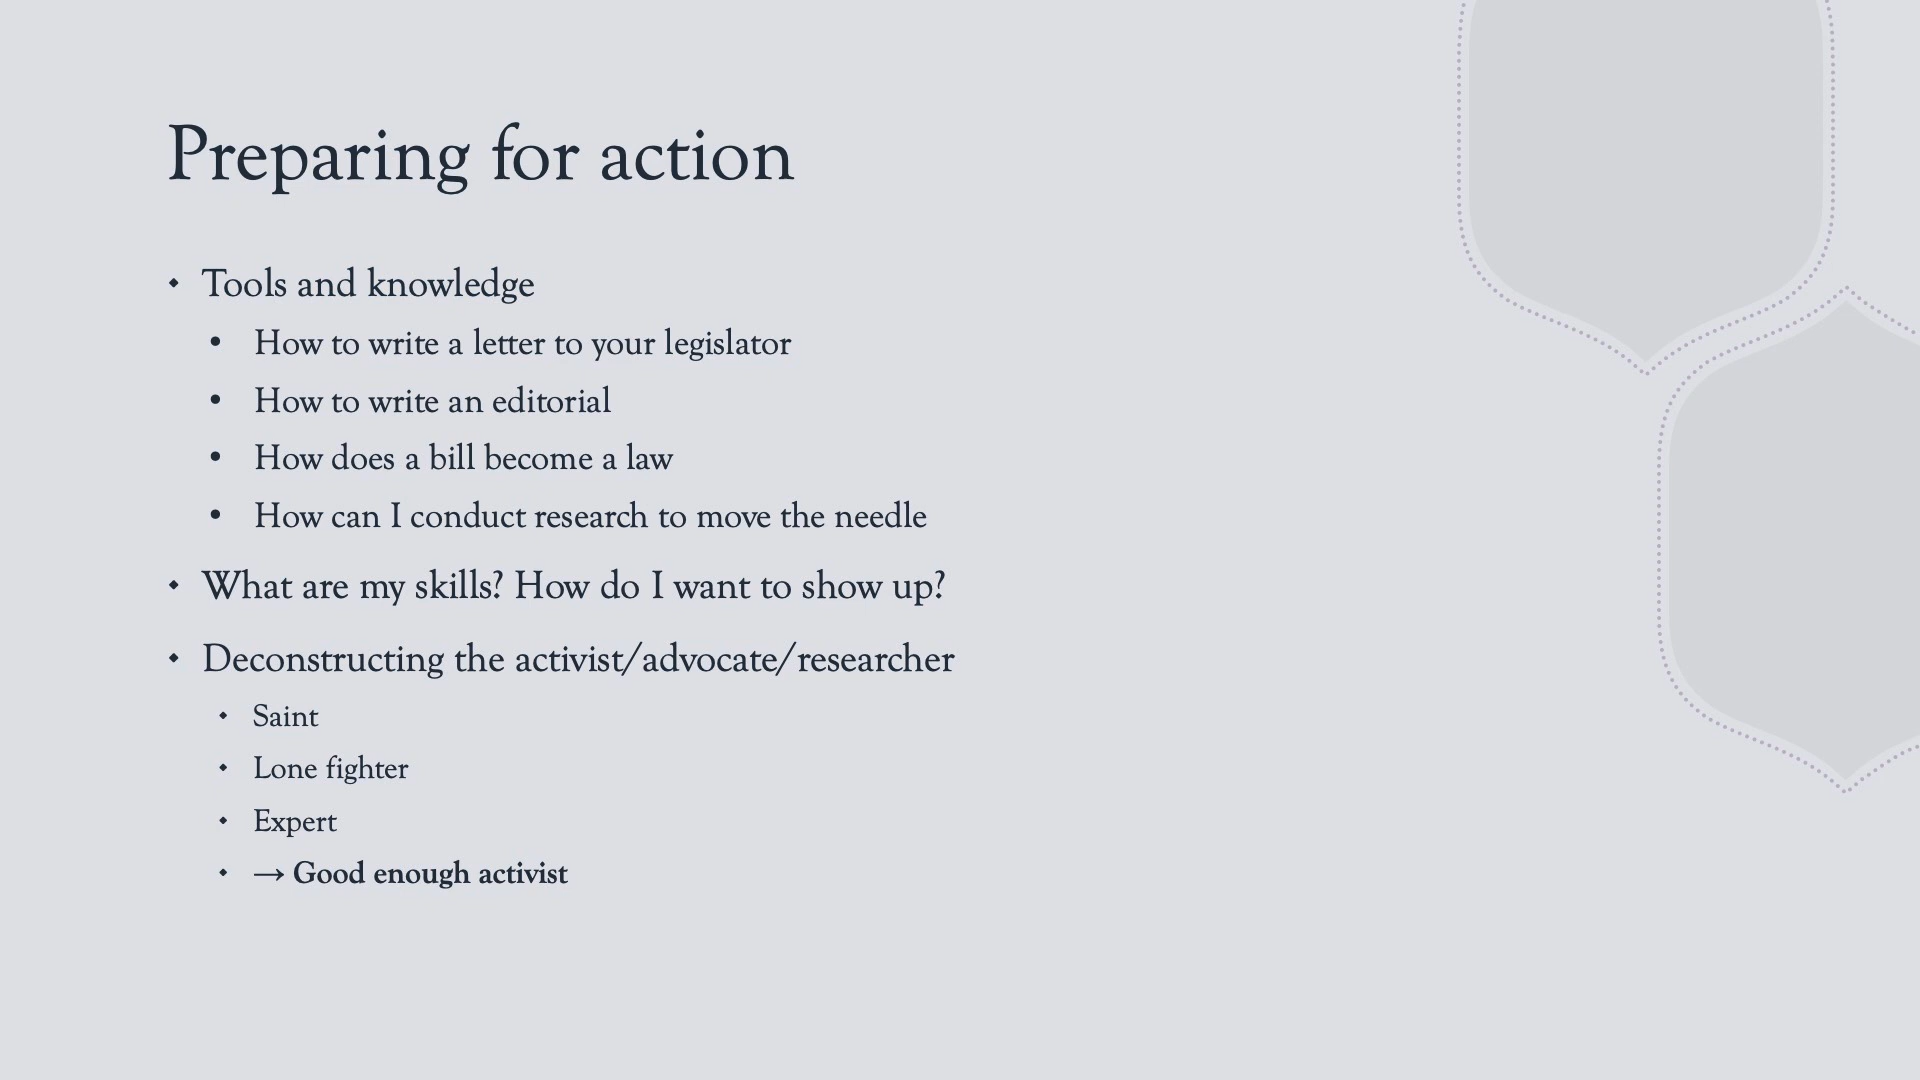 Preparing for action
• Tools and knowledge
• How to write a letter to your legislator
• How to write an editorial
• How does a bill become a law
• How can I conduct research to move the needle
• What are my skills? How do I want to show up?
• Deconstructing the activist/advocate/researcher
• Saint
• Lone fighter
• Expert
• → Good enough activist